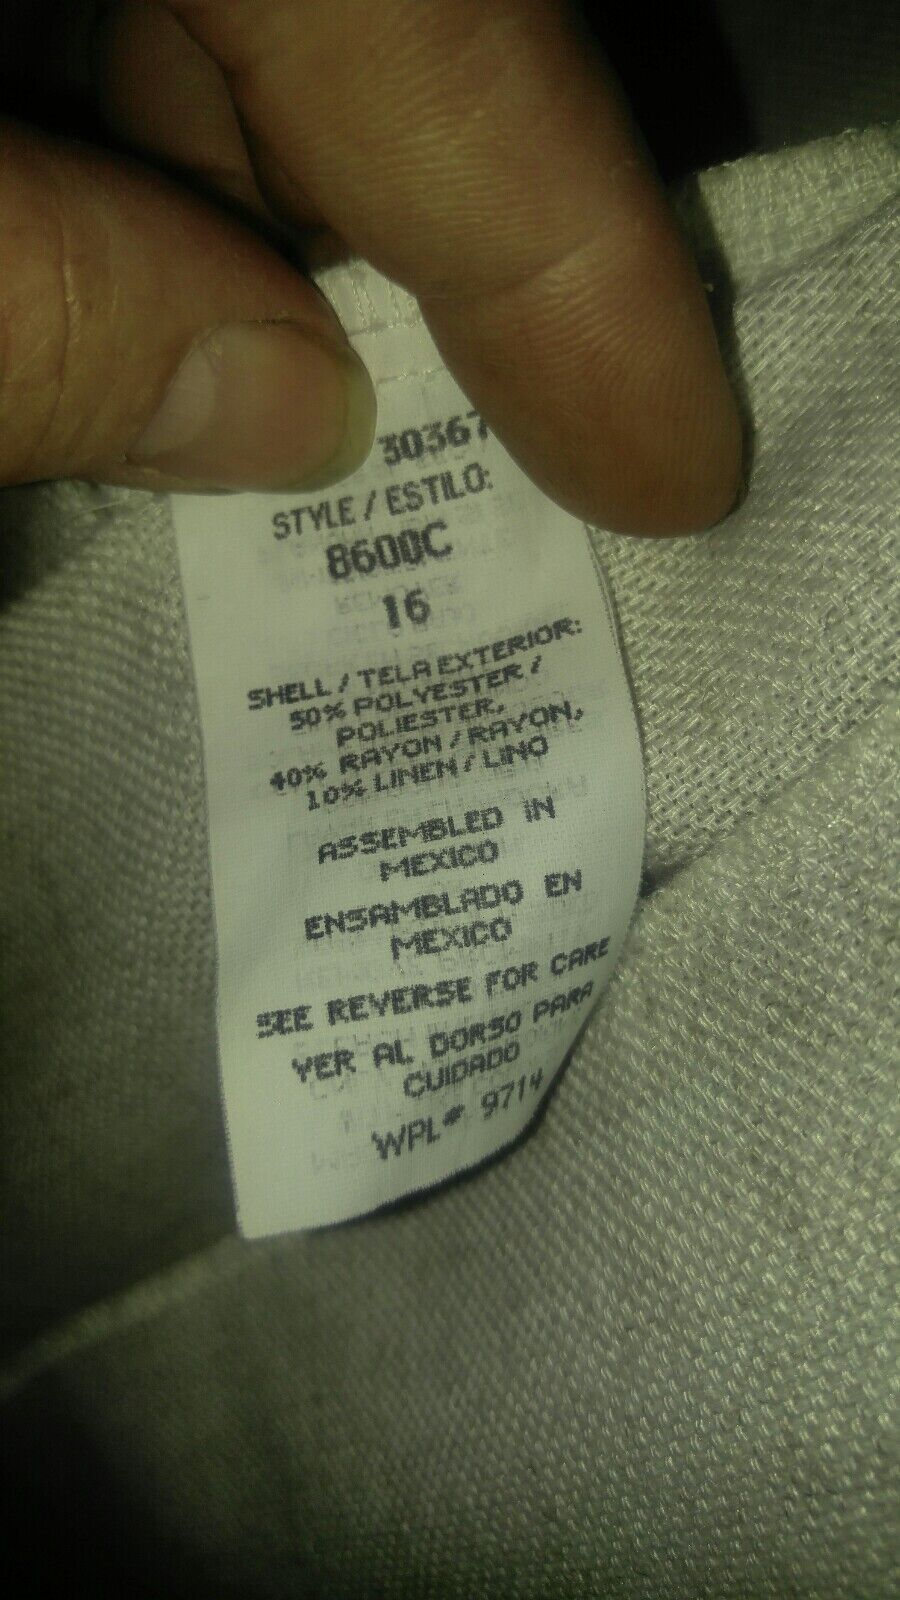 30367
STYLE / ESTILO:
8600C
16
SHELL / TELA EXTERIOR:
50% POLYESTER /
POLIESTER,
40% RAYON / RAYON,
10% LINEN / LINO
ASSEMBLED IN
MEXICO
ENSAMBLADO EN
MEXICO
SEE REVERSE FOR CARE
VER AL DORSO PARA
CUIDADO
WPL# 9714